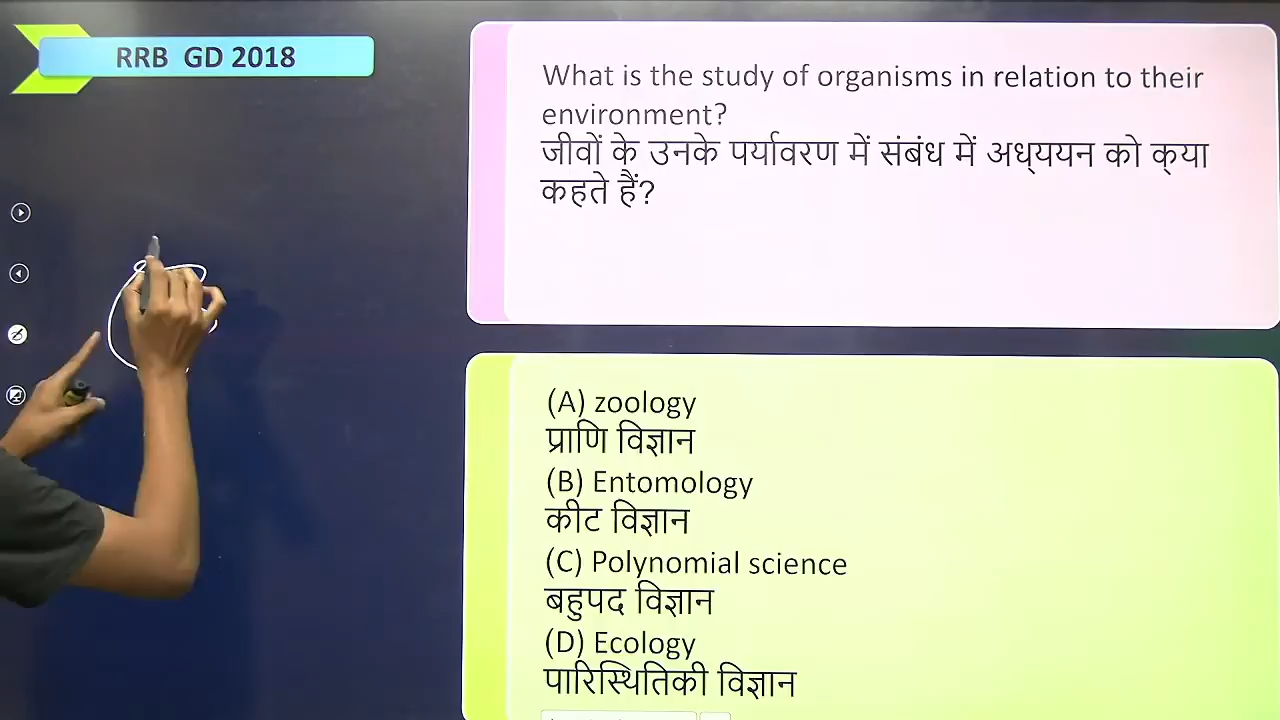 RRB GD 2018
What is the study of organisms in relation to their
environment?
जीवों के उनके पर्यावरण में संबंध में अध्ययन को क्या
कहते हैं?
(A) zoology
प्राणि विज्ञान
(B) Entomology
कीट विज्ञान
(C) Polynomial science
बहुपद विज्ञान
(D) Ecology
पारिस्थितिकी विज्ञान